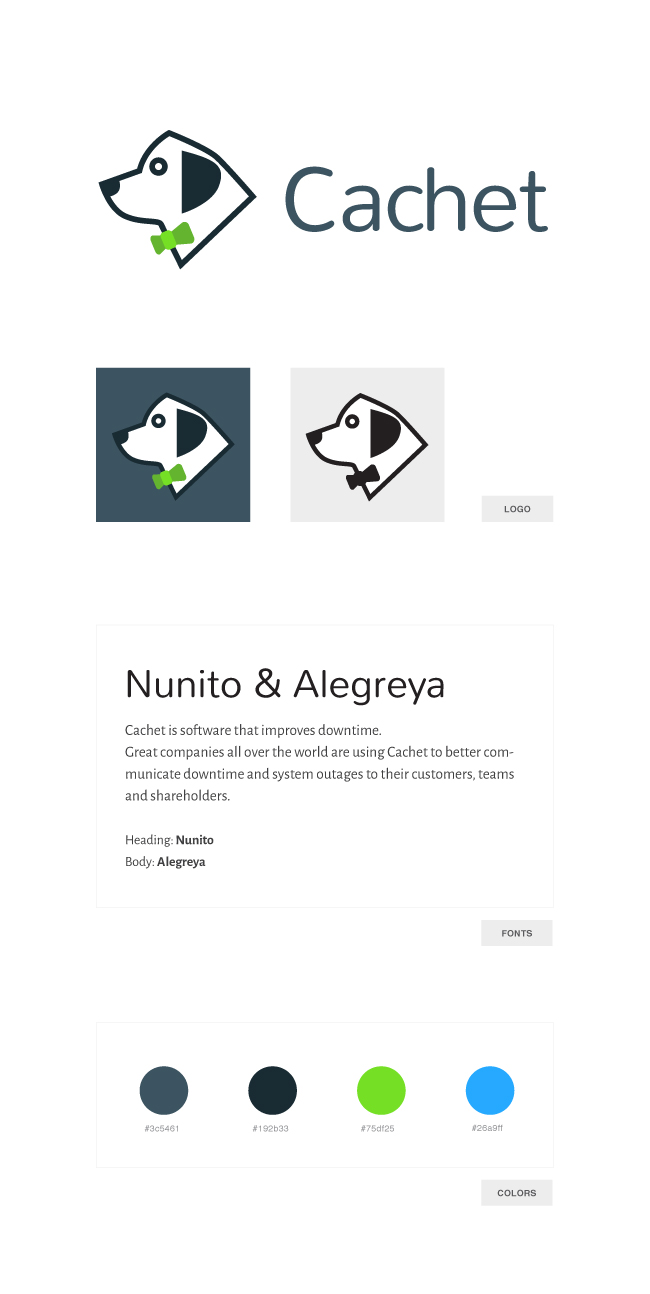 Cachet
LOGO
Nunito & Alegreya
Cachet is software that improves downtime.
Great companies all over the world are using Cachet to better com-
municate downtime and system outages to their customers, teams
and shareholders.
Heading: Nunito
Body: Alegreya
FONTS
#3c5461 #192b33 #75df25 #26a9ff
COLORS